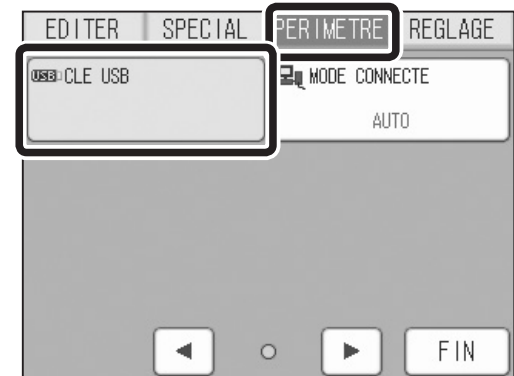 EDITER SPECIAL PERIMETRE REGLAGE
USB CLE USB
MODE CONNECTE
AUTO
FIN